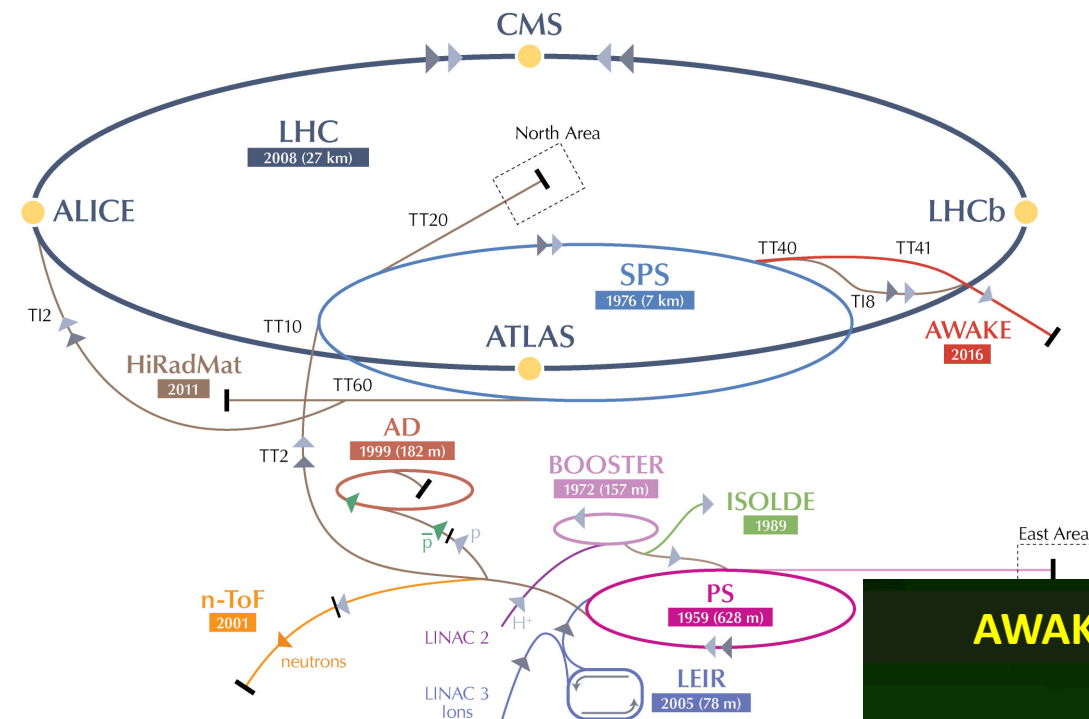 CMS
LHC
2008 (27 km)
North Area
ALICE
LHCb
TT20
TT40
TT41
SPS
1976 (7 km)
TI8
TI2
TT10
ATLAS
AWAKE
2016
HiRadMat
2011
TT60
AD
1999 (182 m)
TT2
BOOSTER
1972 (157 m)
ISOLDE
1989
East Area
p̅
p
n-ToF
2001
PS
1959 (628 m)
H⁺
LINAC 2
neutrons
LINAC 3
Ions
LEIR
2005 (78 m)
AWAK